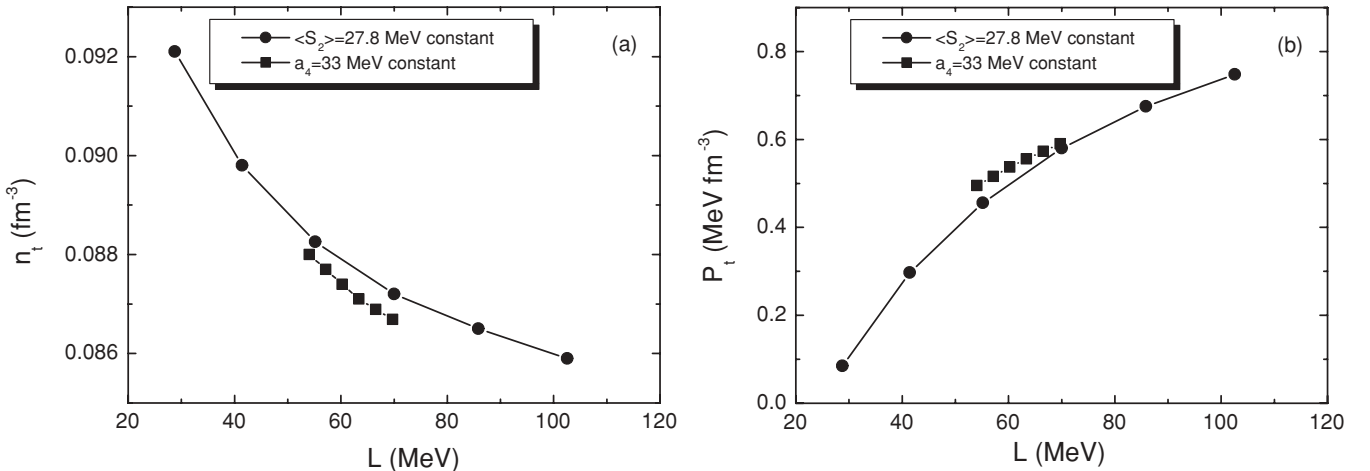 <S₂>=27.8 MeV constant
a₄=33 MeV constant
(a)
0.092
0.090
0.088
0.086
nₜ (fm⁻³)
20 40 60 80 100 120
L (MeV)
<S₂>=27.8 MeV constant
a₄=33 MeV constant
(b)
0.8
0.6
0.4
0.2
0.0
Pₜ (MeV fm⁻³)
20 40 60 80 100 120
L (MeV)